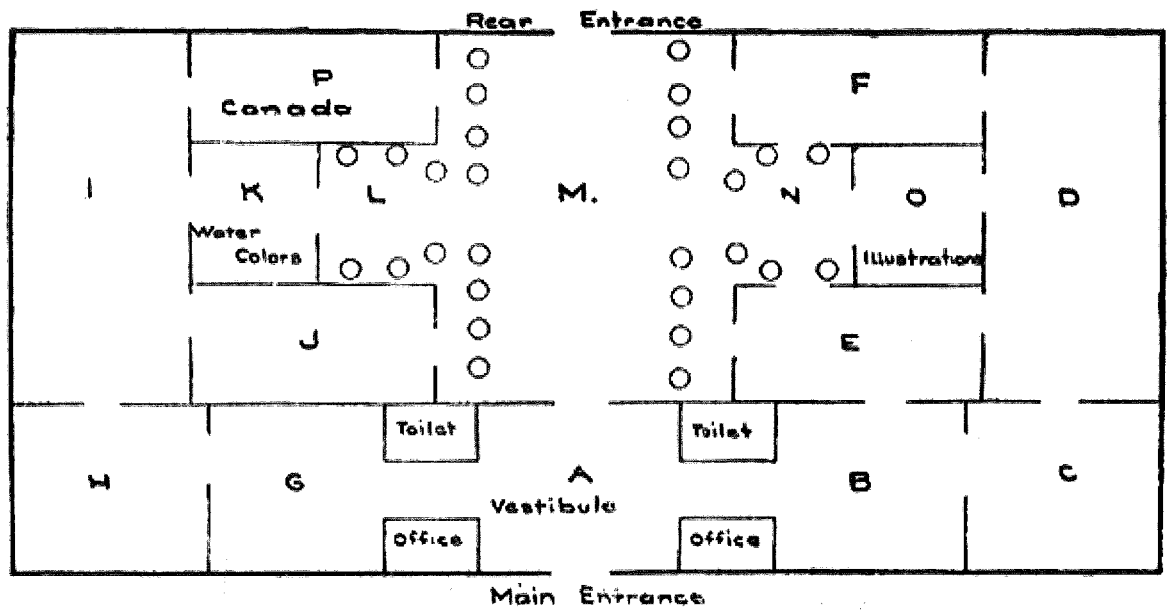 Rear Entrance
P
Canada
F
I
K
L
M.
N
O
D
Water
Colors
Illustrations
J
E
Toilet
Toilet
H
G
A
B
C
Vestibule
Office
Office
Main Entrance